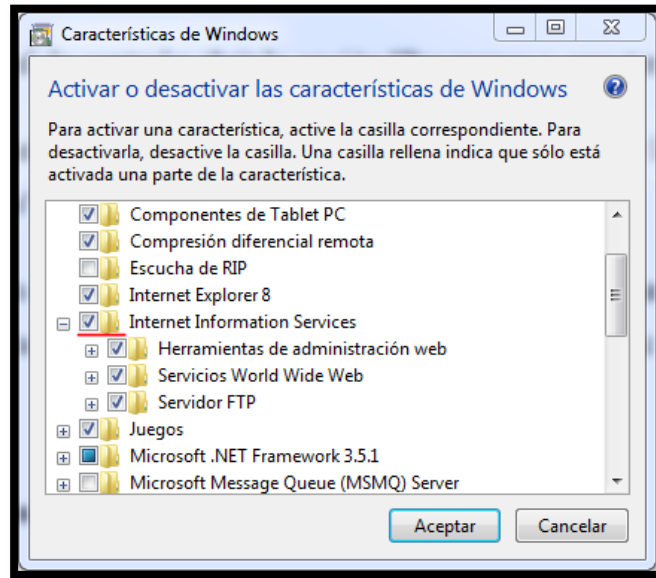 Características de Windows
Activar o desactivar las características de Windows
Para activar una característica, active la casilla correspondiente. Para
desactivarla, desactive la casilla. Una casilla rellena indica que sólo está
activada una parte de la característica.
Componentes de Tablet PC
Compresión diferencial remota
Escucha de RIP
Internet Explorer 8
Internet Information Services
Herramientas de administración web
Servicios World Wide Web
Servidor FTP
Juegos
Microsoft .NET Framework 3.5.1
Microsoft Message Queue (MSMQ) Server
Aceptar
Cancelar